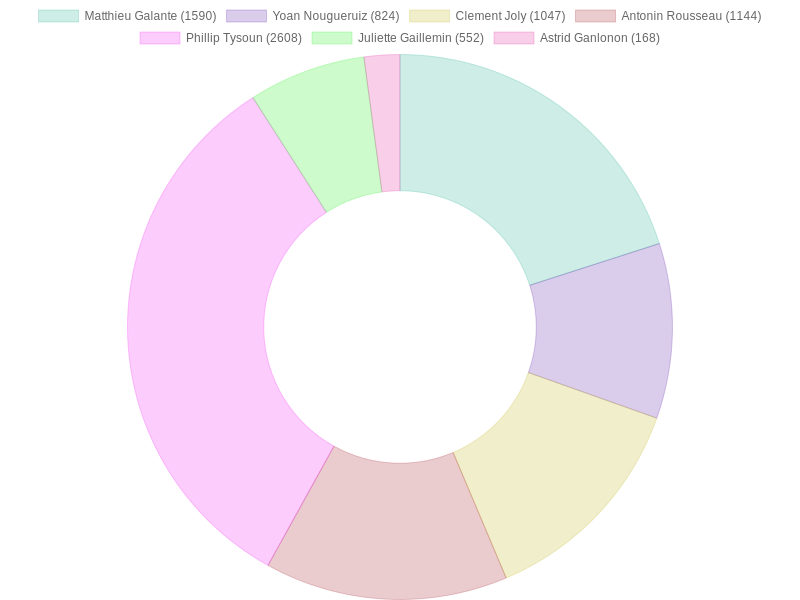 Matthieu Galante (1590) Yoan Nougueruiz (824) Clement Joly (1047) Antonin Rousseau (1144)
Phillip Tysoun (2608) Juliette Gaillemin (552) Astrid Ganlonon (168)